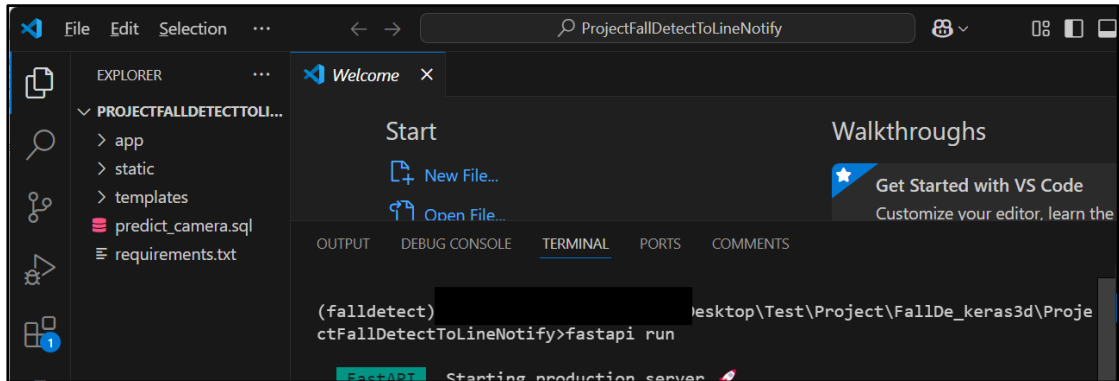 File Edit Selection ··· ← → ProjectFallDetectToLineNotify
EXPLORER ···
Welcome ×
PROJECTFALLDETECTTOLI...
app
static
templates
predict_camera.sql
requirements.txt
1
Start
New File...
Open File...
Walkthroughs
Get Started with VS Code
Customize your editor, learn the
OUTPUT DEBUG CONSOLE TERMINAL PORTS COMMENTS
(falldetect) esktop\Test\Project\FallDe_keras3d\Proje
ctFallDetectToLineNotify>fastapi run
FastAPI Starting production server 🚀